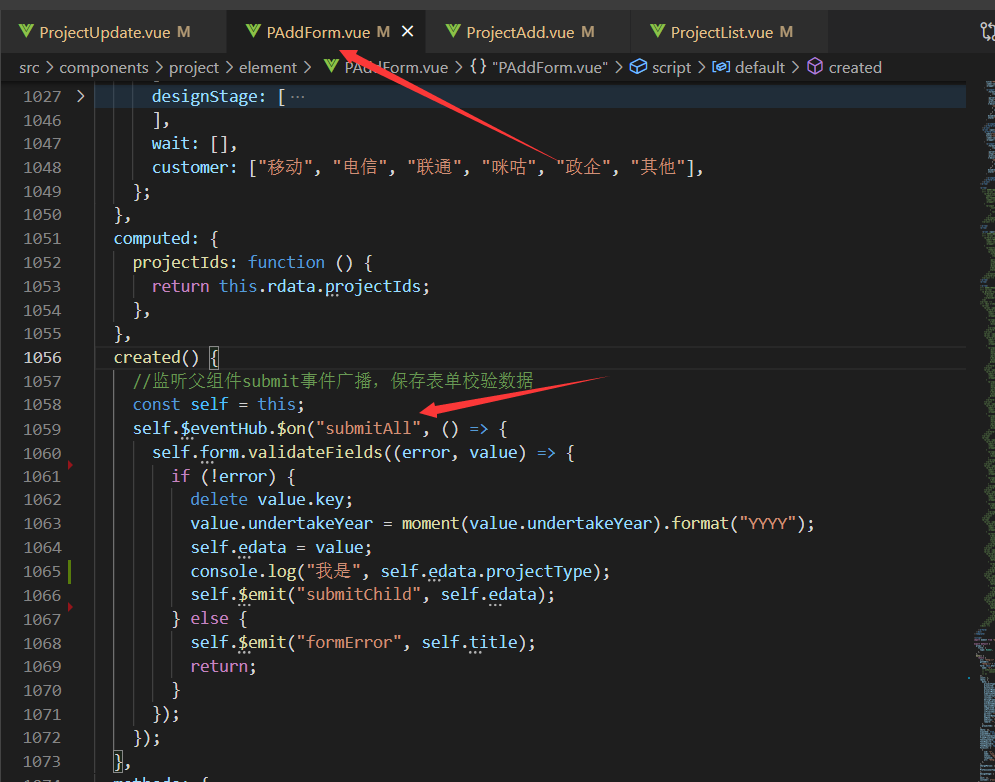 ProjectUpdate.vue M PAddForm.vue M ProjectAdd.vue M ProjectList.vue M
src > components > project > element > PAddForm.vue > {} "PAddForm.vue" > script > default > created
1027 > designStage: [ ···
1046 ],
1047 wait: [],
1048 customer: ["移动", "电信", "联通", "咪咕", "政企", "其他"],
1049 };
1050 },
1051 computed: {
1052 projectIds: function () {
1053 return this.rdata.projectIds;
1054 },
1055 },
1056 created() {
1057 //监听父组件submit事件广播，保存表单校验数据
1058 const self = this;
1059 self.$eventHub.$on("submitAll", () => {
1060 self.form.validateFields((error, value) => {
1061 if (!error) {
1062 delete value.key;
1063 value.undertakeYear = moment(value.undertakeYear).format("YYYY");
1064 self.edata = value;
1065 console.log("我是", self.edata.projectType);
1066 self.$emit("submitChild", self.edata);
1067 } else {
1068 self.$emit("formError", self.title);
1069 return;
1070 }
1071 });
1072 });
1073 },